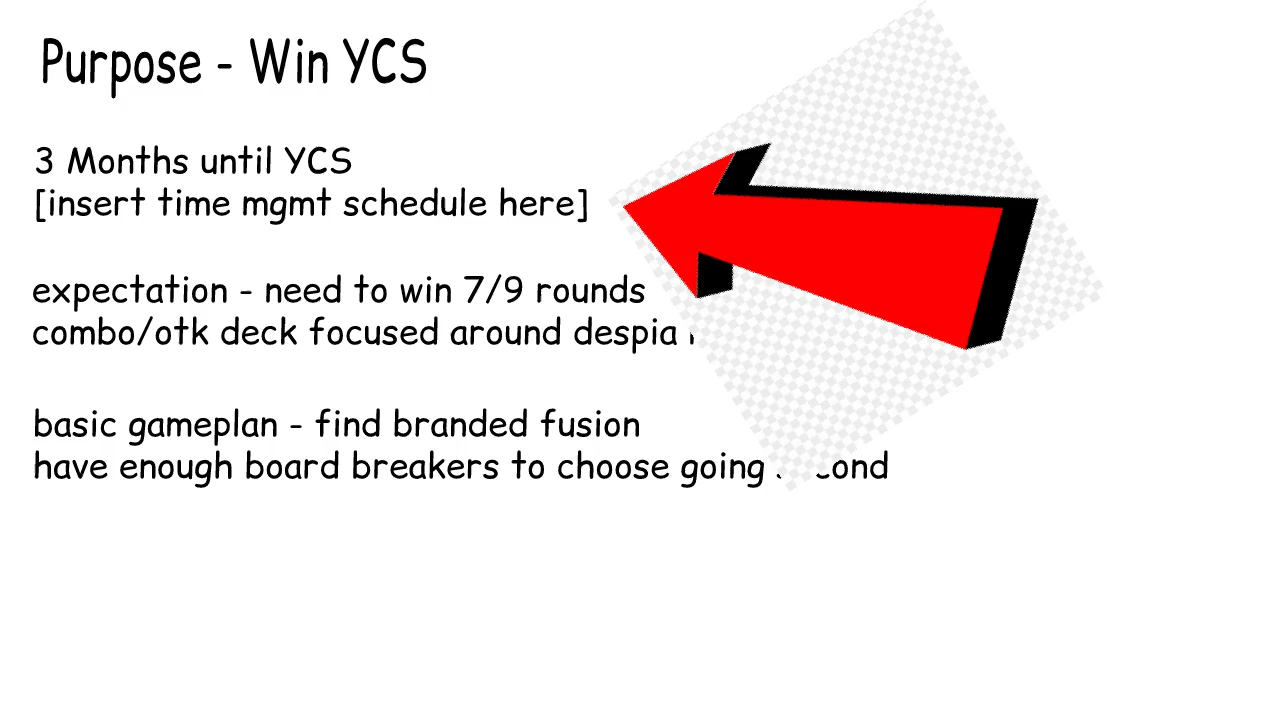 Purpose - Win YCS
3 Months until YCS
[insert time mgmt schedule here]
expectation - need to win 7/9 rounds
combo/otk deck focused around despia
basic gameplan - find branded fusion
have enough board breakers to choose going